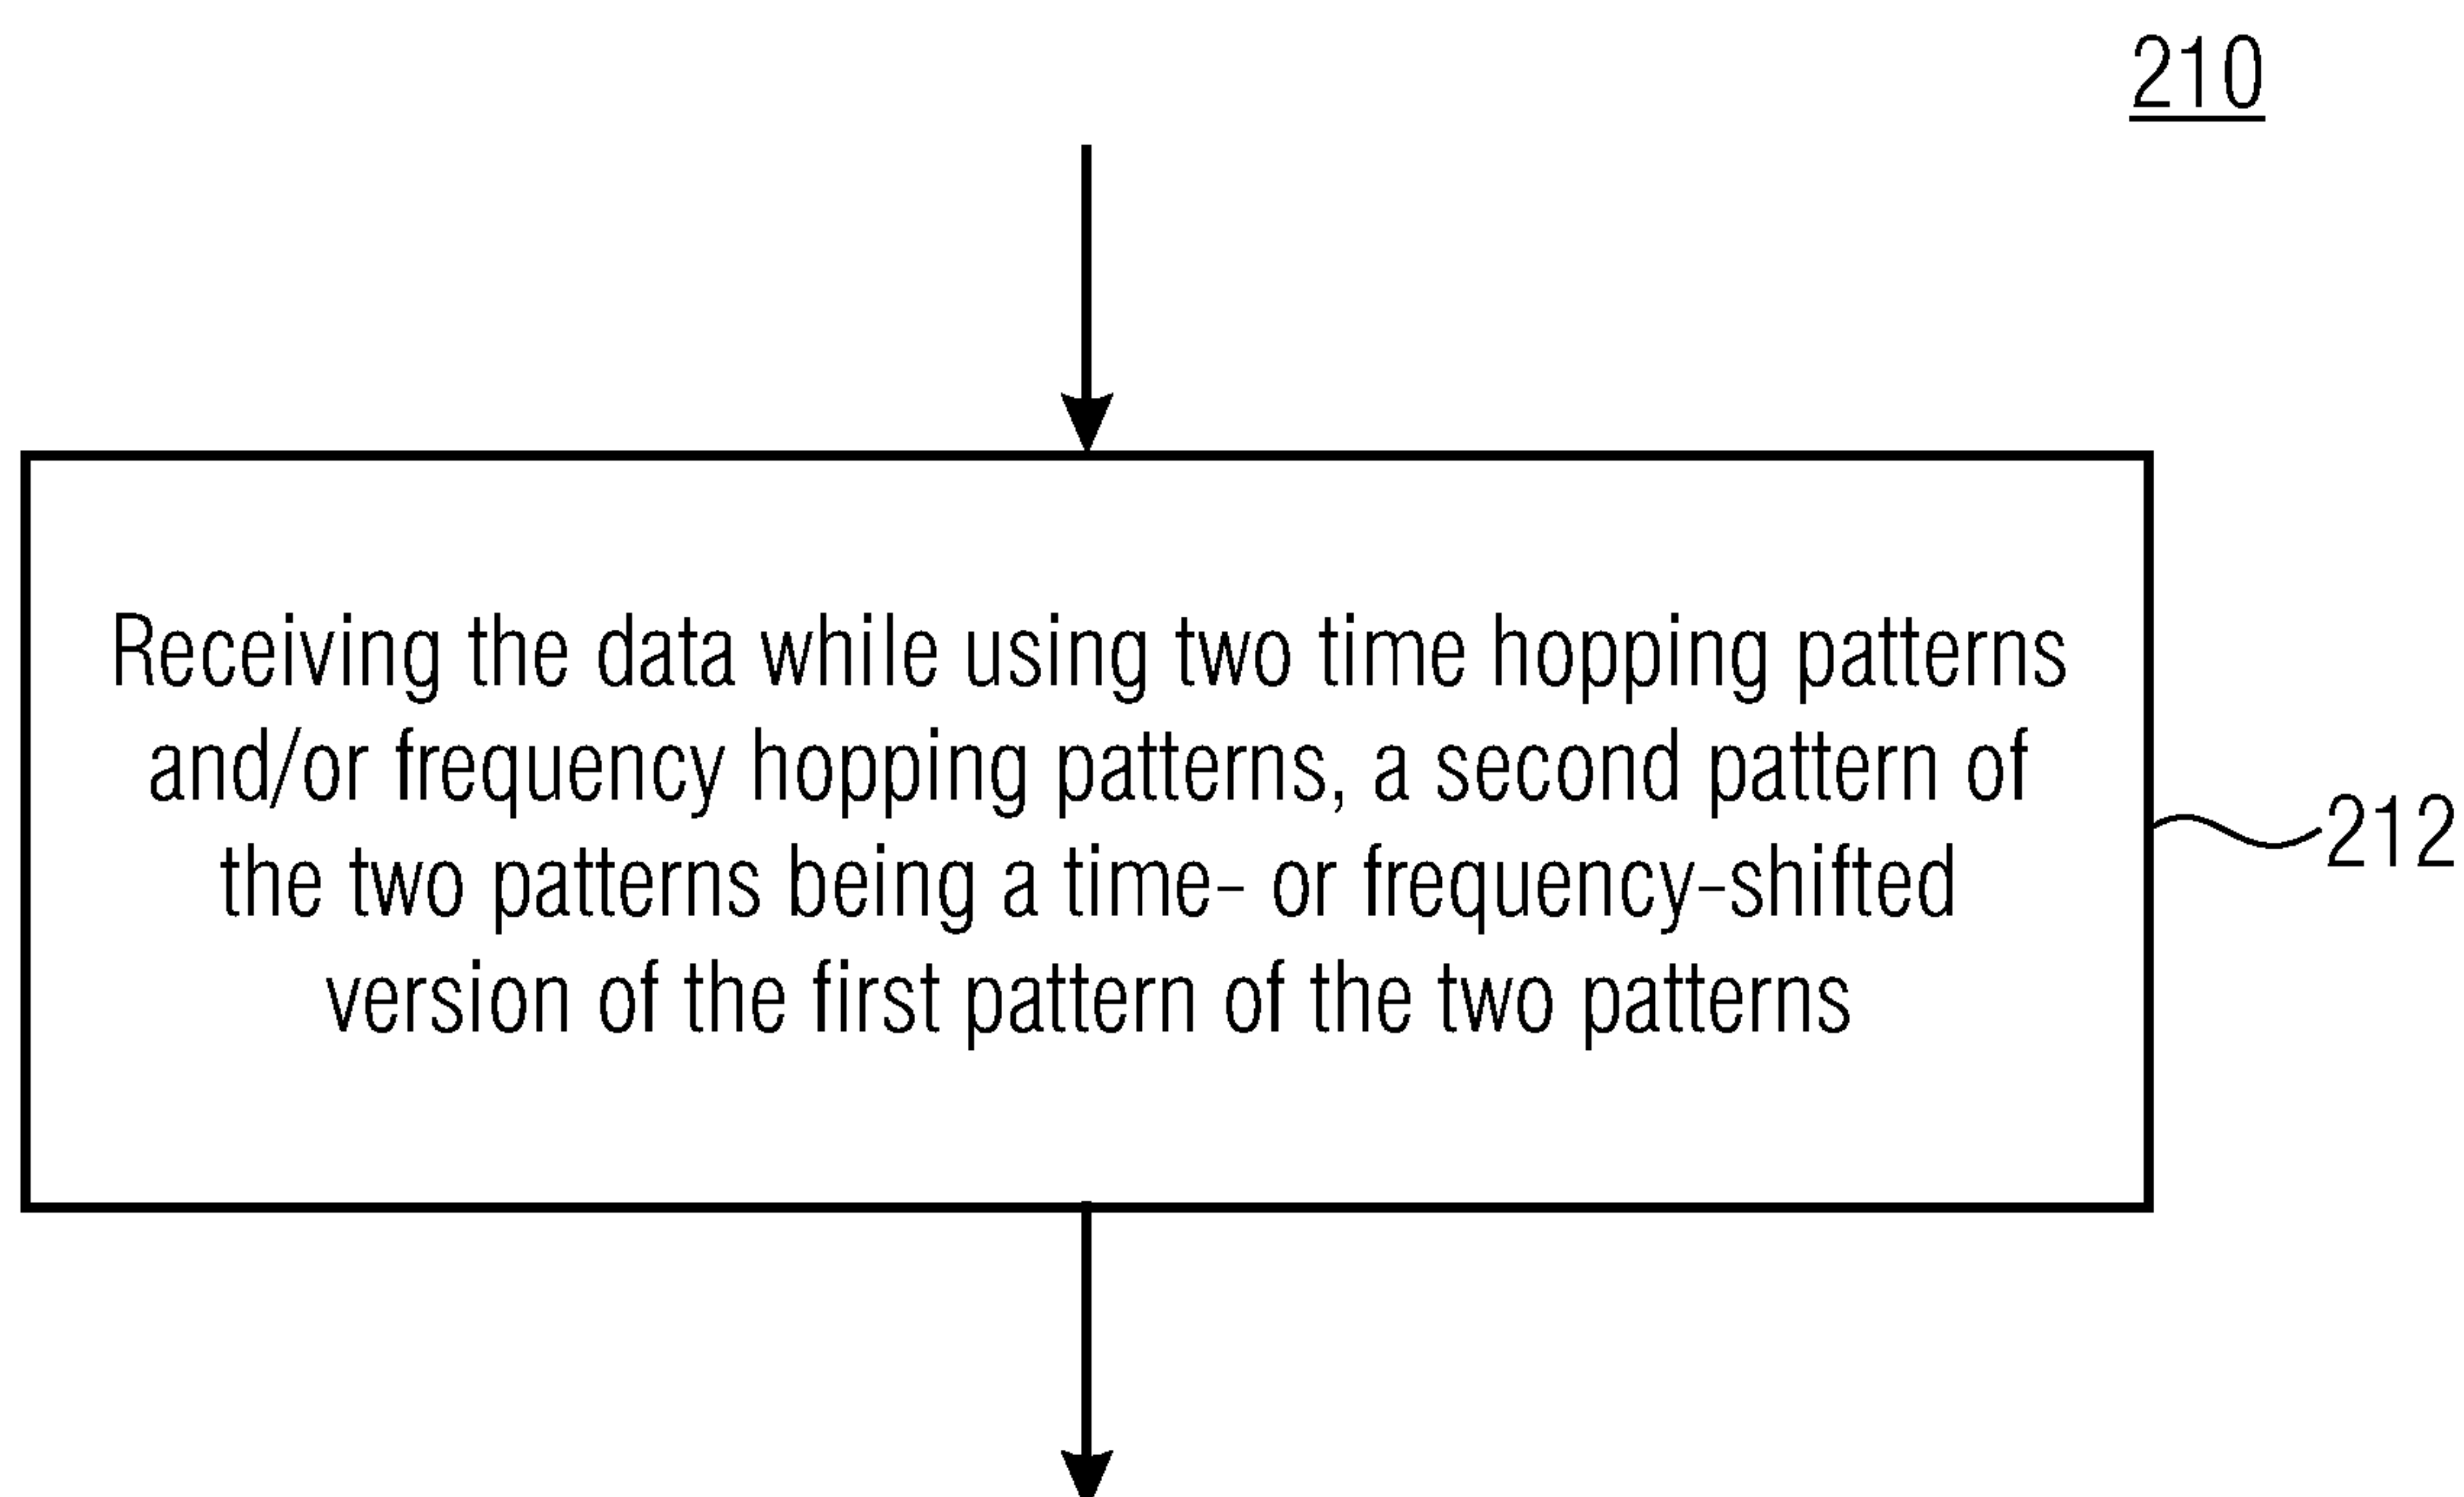 210
Receiving the data while using two time hopping patterns
and/or frequency hopping patterns, a second pattern of
the two patterns being a time- or frequency-shifted
version of the first pattern of the two patterns
212